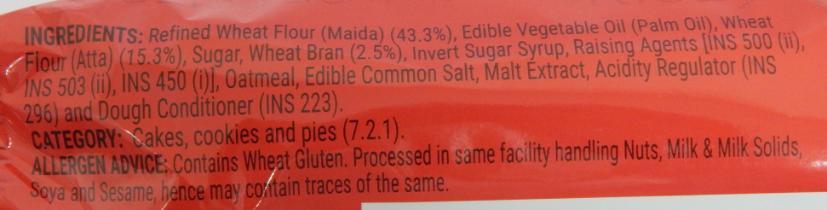 INGREDIENTS: Refined Wheat Flour (Maida) (43.3%), Edible Vegetable Oil (Palm Oil), Wheat
Flour (Atta) (15.3%), Sugar, Wheat Bran (2.5%), Invert Sugar Syrup, Raising Agents [INS 500 (ii),
INS 503 (ii), INS 450 (i)], Oatmeal, Edible Common Salt, Malt Extract, Acidity Regulator (INS
296) and Dough Conditioner (INS 223).
CATEGORY: Cakes, cookies and pies (7.2.1).
ALLERGEN ADVICE: Contains Wheat Gluten. Processed in same facility handling Nuts, Milk & Milk Solids,
Soya and Sesame, hence may contain traces of the same.